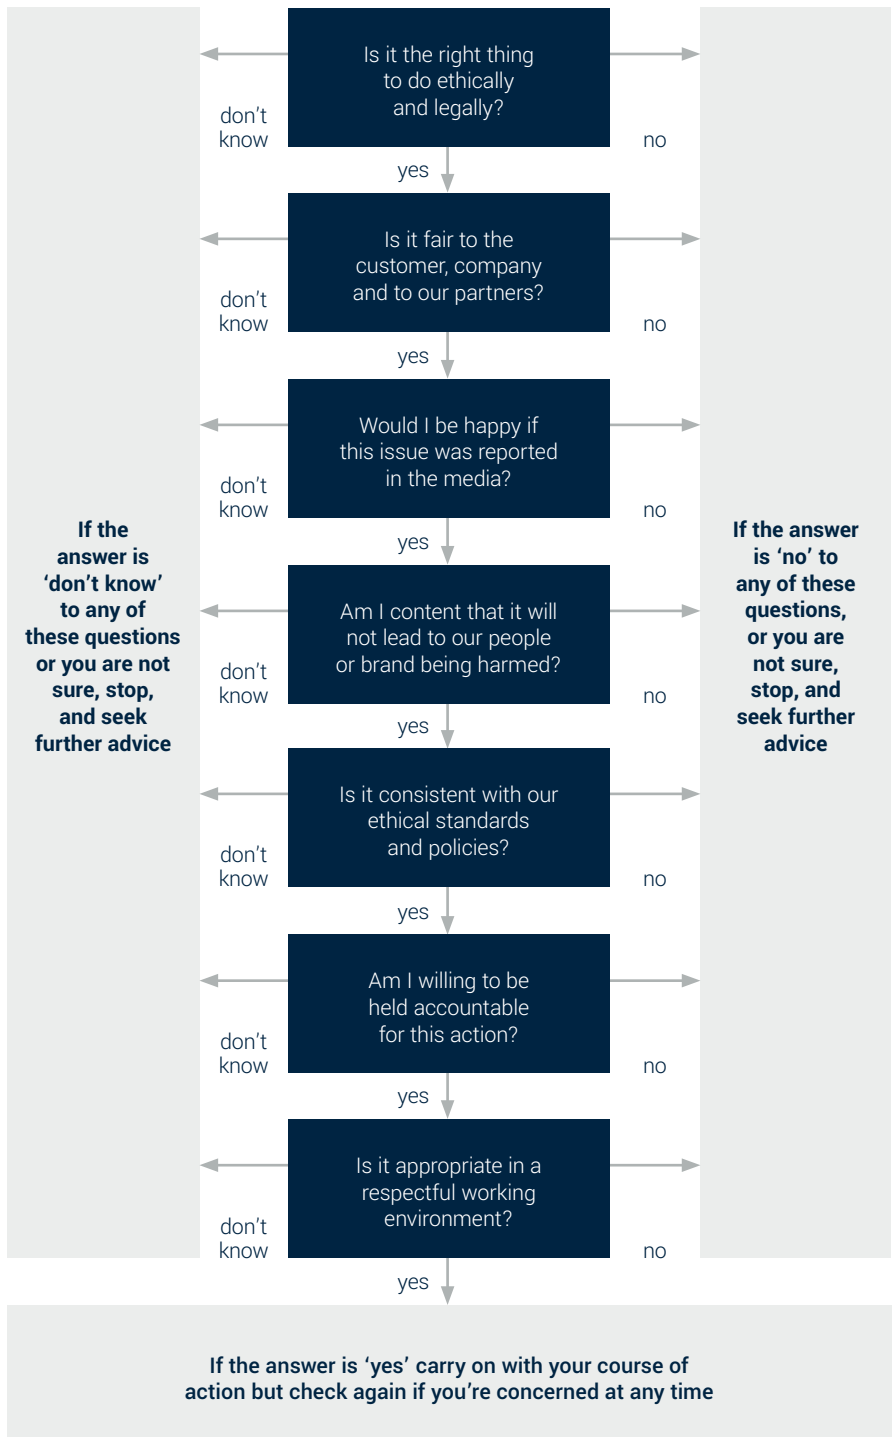 Is it the right thing
to do ethically
and legally?
don’t
know
no
yes
Is it fair to the
customer, company
and to our partners?
don’t
know
no
yes
Would I be happy if
this issue was reported
in the media?
don’t
know
no
yes
Am I content that it will
not lead to our people
or brand being harmed?
don’t
know
no
yes
Is it consistent with our
ethical standards
and policies?
don’t
know
no
yes
Am I willing to be
held accountable
for this action?
don’t
know
no
yes
Is it appropriate in a
respectful working
environment?
don’t
know
no
yes
If the
answer is
‘don’t know’
to any of
these questions
or you are not
sure, stop,
and seek
further advice
If the answer
is ‘no’ to
any of these
questions,
or you are
not sure,
stop, and
seek further
advice
If the answer is ‘yes’ carry on with your course of
action but check again if you’re concerned at any time